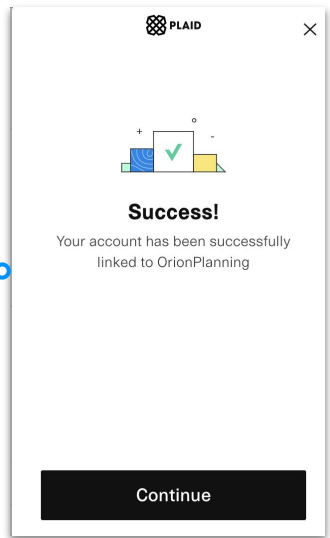 PLAID
Success!
Your account has been successfully
linked to OrionPlanning
Continue